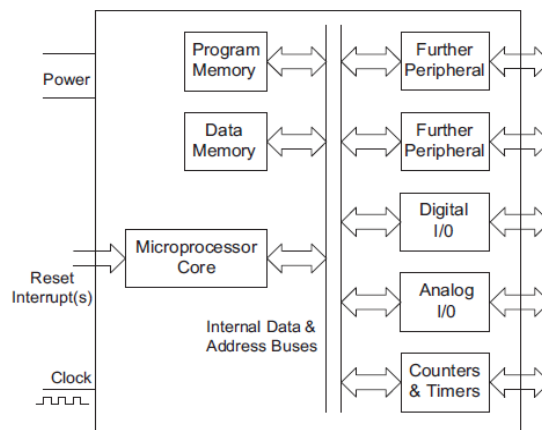 Program
Memory
Further
Peripheral
Power
Data
Memory
Further
Peripheral
Digital
I/0
Microprocessor
Core
Reset
Interrupt(s)
Analog
I/0
Internal Data &
Address Buses
Clock
Counters
& Timers